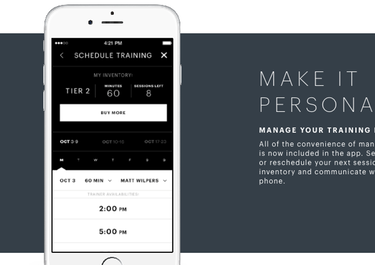 4:21 PM
SCHEDULE TRAINING
MY INVENTORY:
TIER 2
MINUTES
60
SESSIONS LEFT
8
BUY MORE
OCT 3-9 OCT 10-16 OCT 17-23
M T W T F S S
OCT 3 60 MIN MATT WILPERS
TRAINER AVAILABILITIES
2:00 PM
5:00 PM
MAKE IT
PERSONA
MANAGE YOUR TRAINING
All of the convenience of man
is now included in the app. Se
or reschedule your next sessio
inventory and communicate w
phone.